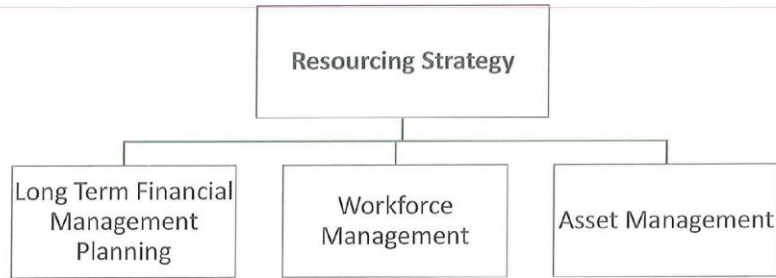 Resourcing Strategy
Long Term Financial
Management
Planning
Workforce
Management
Asset Management